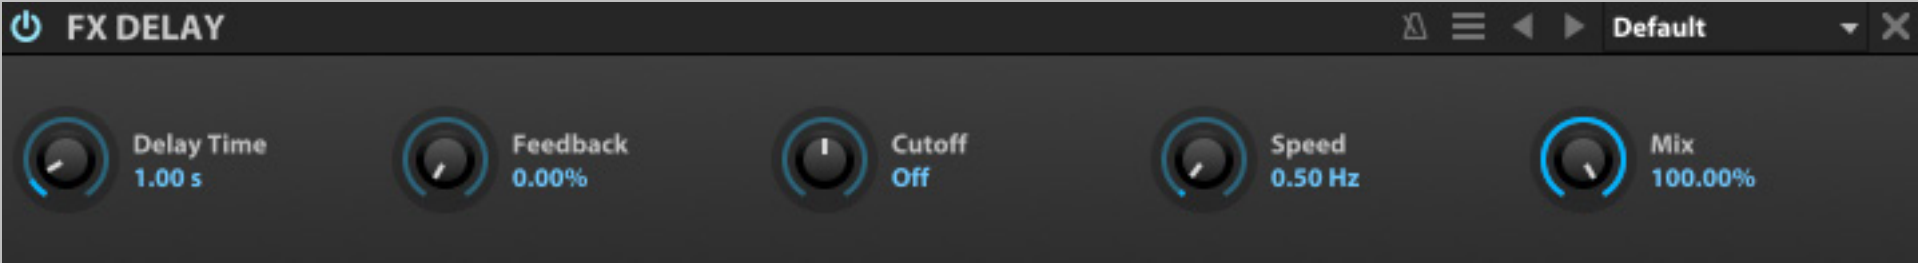 FX DELAY
Default
Delay Time
1.00 s
Feedback
0.00%
Cutoff
Off
Speed
0.50 Hz
Mix
100.00%